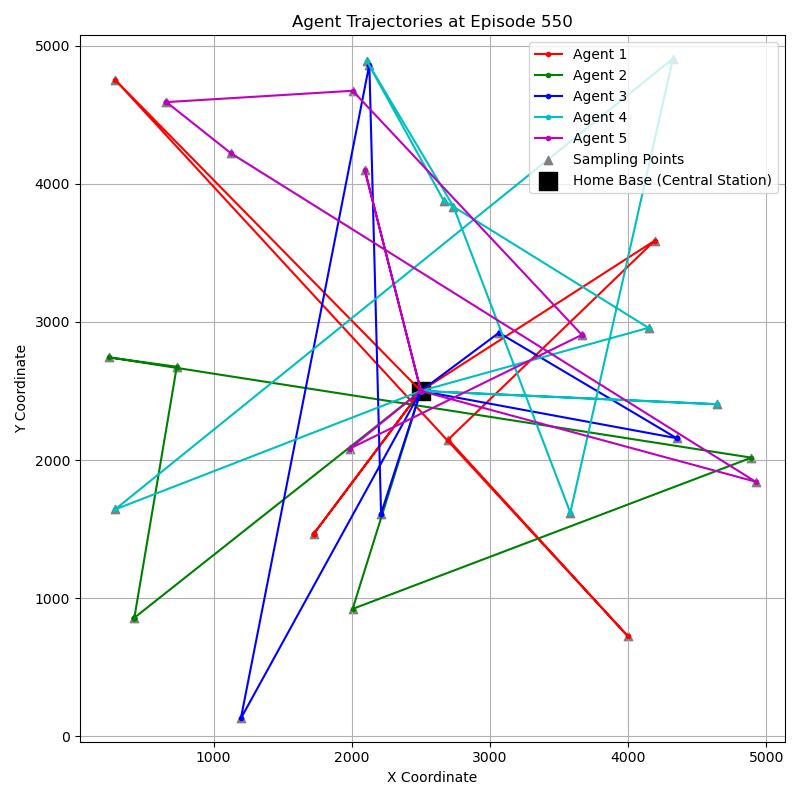 Agent Trajectories at Episode 550
Agent 1
Agent 2
Agent 3
Agent 4
Agent 5
Sampling Points
Home Base (Central Station)
5000
4000
3000
2000
1000
0
Y Coordinate
1000
2000
3000
4000
5000
X Coordinate